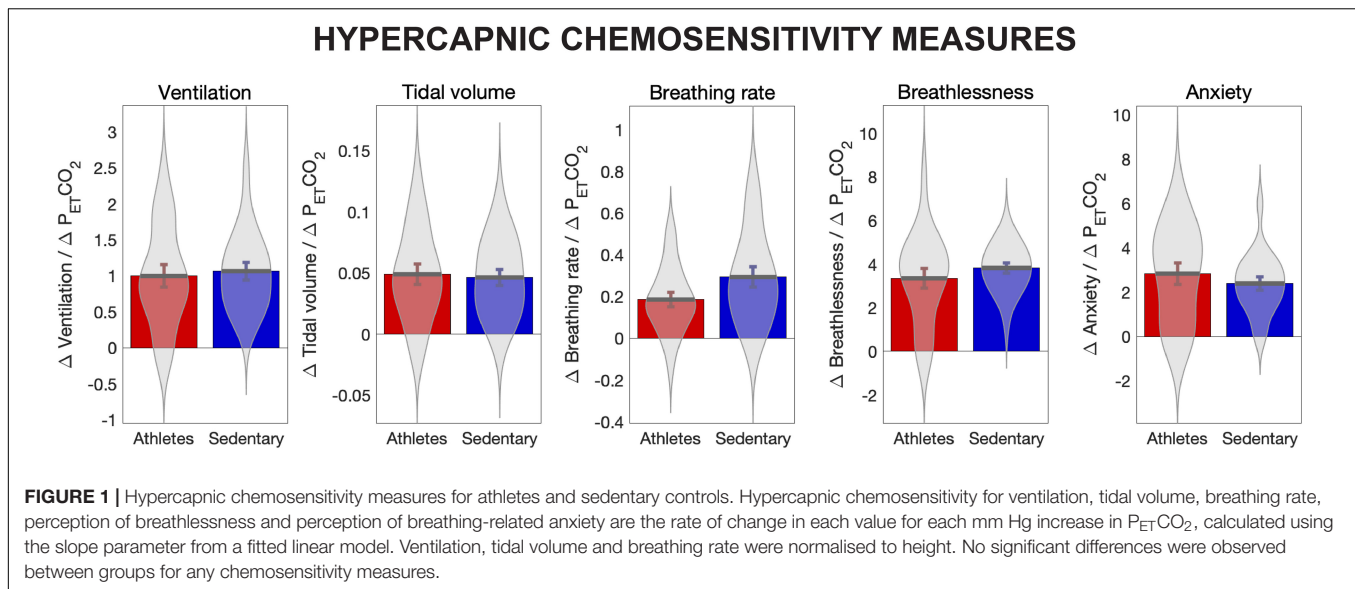 HYPERCAPNIC CHEMOSENSITIVITY MEASURES
Ventilation
Δ Ventilation / Δ P_ETCO_2
3
2.5
2
1.5
1
0.5
0
-0.5
-1
Athletes Sedentary
Tidal volume
Δ Tidal volume / Δ P_ETCO_2
0.15
0.1
0.05
0
-0.05
Athletes Sedentary
Breathing rate
Δ Breathing rate / Δ P_ETCO_2
1
0.8
0.6
0.4
0.2
0
-0.2
-0.4
Athletes Sedentary
Breathlessness
Δ Breathlessness / Δ P_ETCO_2
10
8
6
4
2
0
-2
Athletes Sedentary
Anxiety
Δ Anxiety / Δ P_ETCO_2
10
8
6
4
2
0
-2
Athletes Sedentary
FIGURE 1 | Hypercapnic chemosensitivity measures for athletes and sedentary controls. Hypercapnic chemosensitivity for ventilation, tidal volume, breathing rate,
perception of breathlessness and perception of breathing-related anxiety are the rate of change in each value for each mm Hg increase in P_ETCO_2, calculated using
the slope parameter from a fitted linear model. Ventilation, tidal volume and breathing rate were normalised to height. No significant differences were observed
between groups for any chemosensitivity measures.